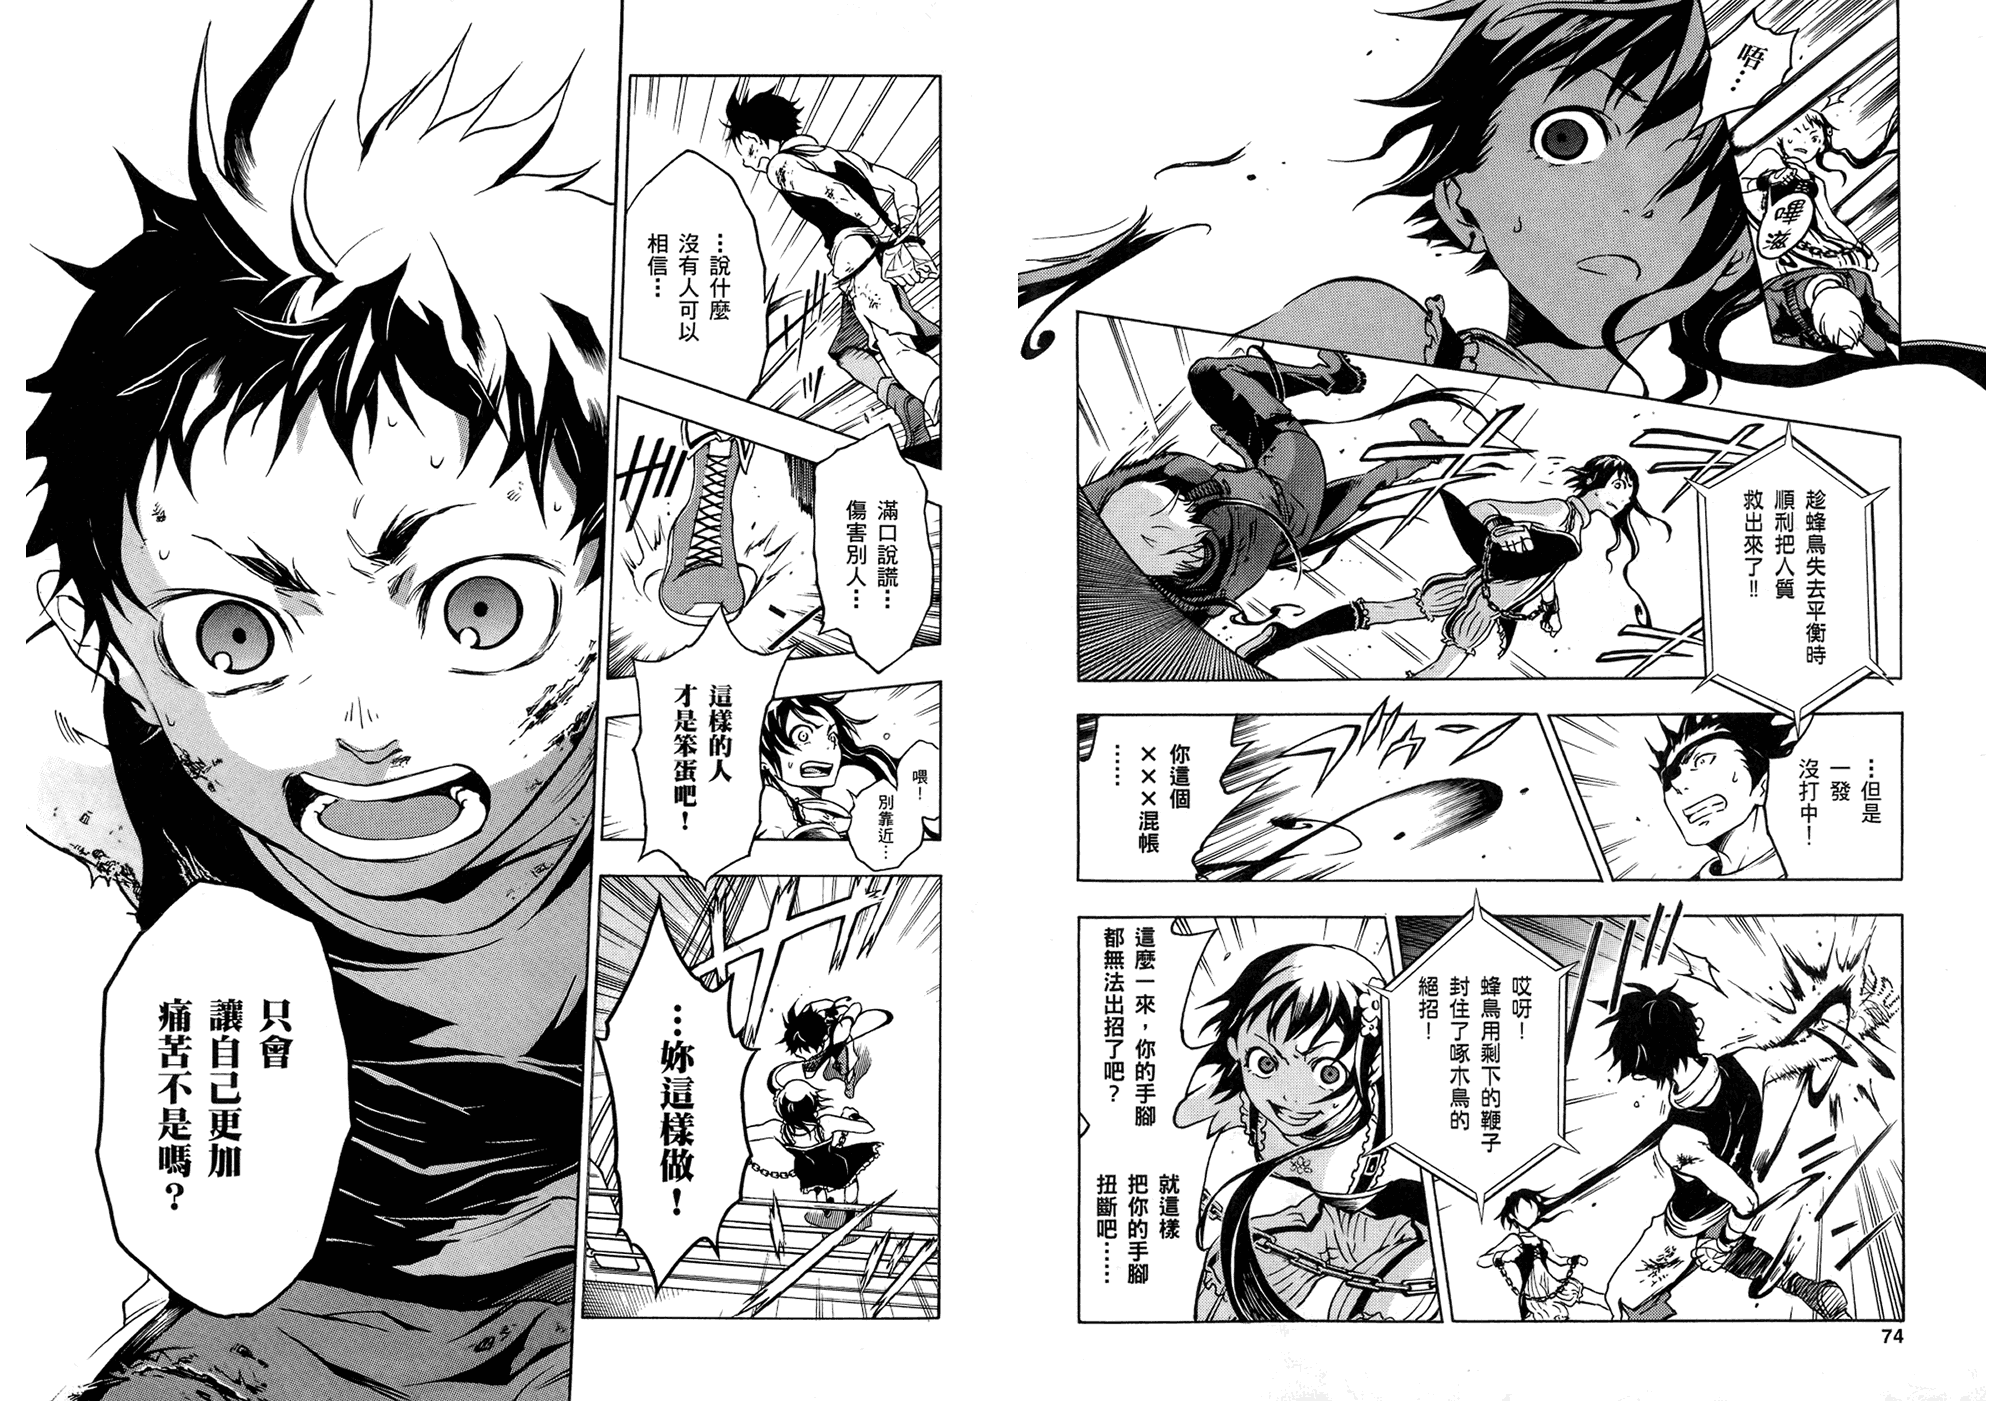 唔…
嗶
滋
趁蜂鳥失去平衡時
順利把人質
救出來了!!
…但是
一發
沒打中！
你這個
×××混帳
……
哎呀！
蜂鳥用剩下的鞭子
封住了啄木鳥的
絕招！
這麼一來，你的手腳
都無法出招了吧？
就這樣
把你的手腳
扭斷吧……
74
…說什麼
沒有人可以
相信…
滿口說謊…
傷害別人…
這樣的人
才是笨蛋吧！
喂！
別靠近…
…妳這樣做！
只會
讓自己更加
痛苦不是嗎？